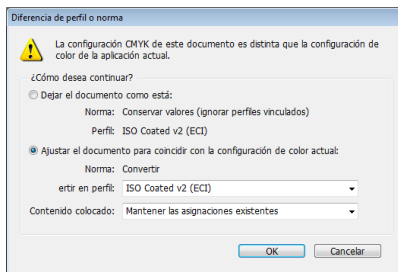 Diferencia de perfil o norma
La configuración CMYK de este documento es distinta que la configuración de
color de la aplicación actual.
¿Cómo desea continuar?
Dejar el documento como está:
Norma: Conservar valores (ignorar perfiles vinculados)
Perfil: ISO Coated v2 (ECI)
Ajustar el documento para coincidir con la configuración de color actual:
Norma: Convertir
ertir en perfil: ISO Coated v2 (ECI)
Contenido colocado: Mantener las asignaciones existentes
OK Cancelar